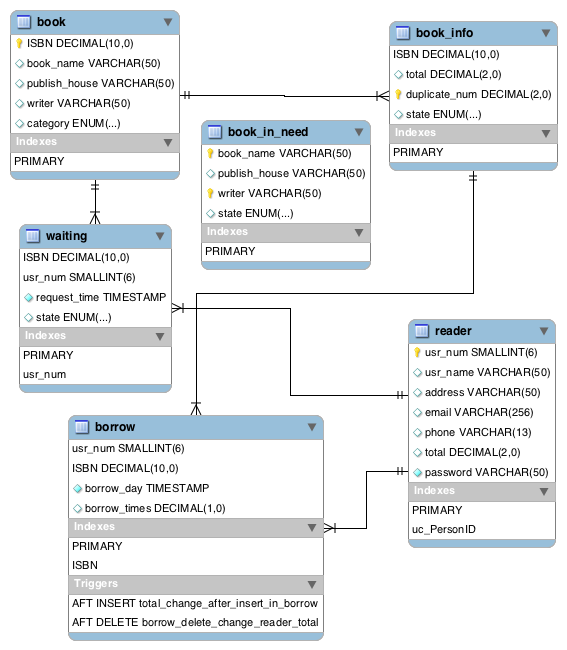 book
ISBN DECIMAL(10,0)
book_name VARCHAR(50)
publish_house VARCHAR(50)
writer VARCHAR(50)
category ENUM(...)
Indexes
PRIMARY
book_info
ISBN DECIMAL(10,0)
total DECIMAL(2,0)
duplicate_num DECIMAL(2,0)
state ENUM(...)
Indexes
PRIMARY
book_in_need
book_name VARCHAR(50)
publish_house VARCHAR(50)
writer VARCHAR(50)
state ENUM(...)
Indexes
PRIMARY
waiting
ISBN DECIMAL(10,0)
usr_num SMALLINT(6)
request_time TIMESTAMP
state ENUM(...)
Indexes
PRIMARY
usr_num
reader
usr_num SMALLINT(6)
usr_name VARCHAR(50)
address VARCHAR(50)
email VARCHAR(256)
phone VARCHAR(13)
total DECIMAL(2,0)
password VARCHAR(50)
Indexes
PRIMARY
uc_PersonID
borrow
usr_num SMALLINT(6)
ISBN DECIMAL(10,0)
borrow_day TIMESTAMP
borrow_times DECIMAL(1,0)
Indexes
PRIMARY
ISBN
Triggers
AFT INSERT total_change_after_insert_in_borrow
AFT DELETE borrow_delete_change_reader_total